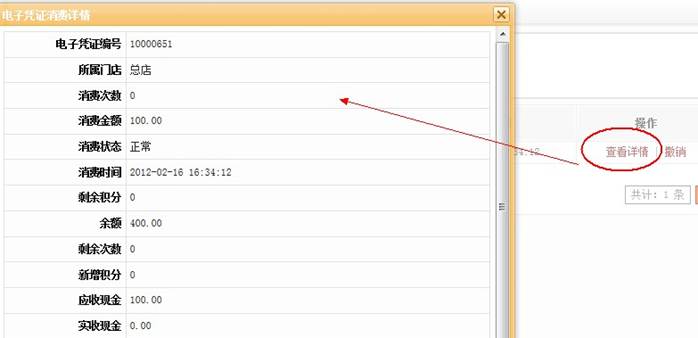 电子凭证消费详情
电子凭证编号 10000651
所属门店 总店
消费次数 0
消费金额 100.00
消费状态 正常
消费时间 2012-02-16 16:34:12
剩余积分 0
余额 400.00
剩余次数 0
新增积分 0
应收现金 100.00
实收现金 0.00
操作
34:12 查看详情 | 撤销
共计: 1 条